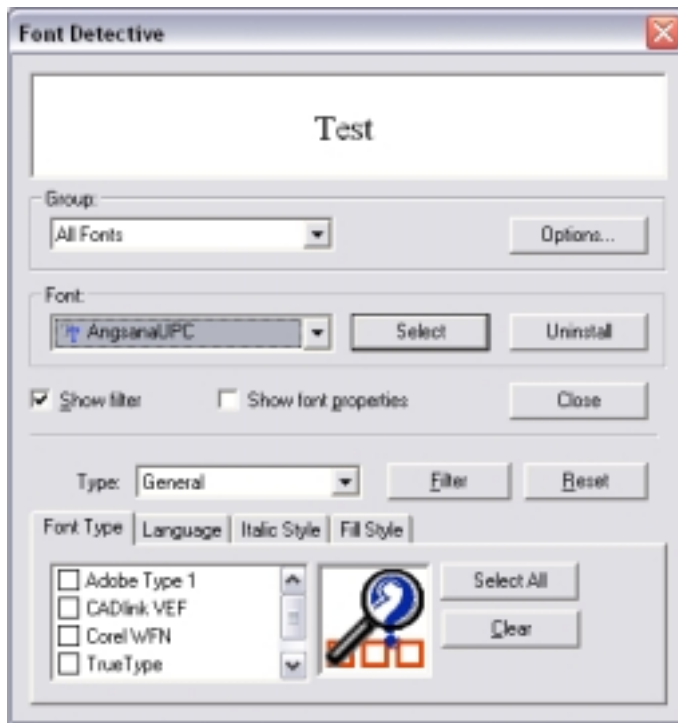 Font Detective
Test
Group:
All Fonts
Options...
Font:
AngsanaUPC
Select
Uninstall
Show filter
Show font properties
Close
Type:
General
Filter
Reset
Font Type
Language
Italic Style
Fill Style
Adobe Type 1
CADlink VEF
Corel WFN
TrueType
Select All
Clear